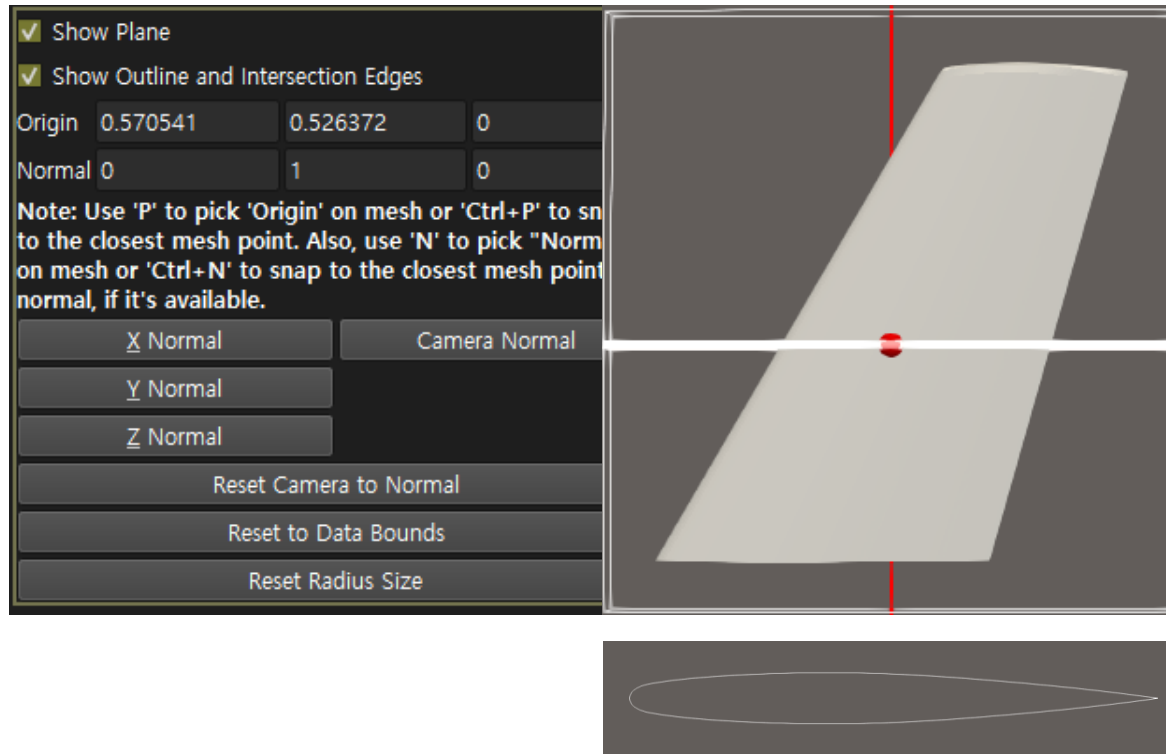 Show Plane
Show Outline and Intersection Edges
Origin 0.570541 0.526372 0
Normal 0 1 0
Note: Use 'P' to pick 'Origin' on mesh or 'Ctrl+P' to sn
to the closest mesh point. Also, use 'N' to pick "Norm
on mesh or 'Ctrl+N' to snap to the closest mesh point
normal, if it's available.
X Normal Camera Normal
Y Normal
Z Normal
Reset Camera to Normal
Reset to Data Bounds
Reset Radius Size